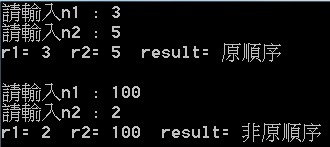 請輸入n1 : 3
請輸入n2 : 5
r1= 3  r2= 5  result= 原順序
請輸入n1 : 100
請輸入n2 : 2
r1= 2  r2= 100  result= 非原順序